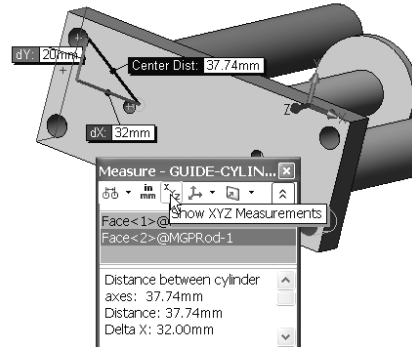 dY: 20mm
Center Dist: 37.74mm
dX: 32mm
Y
Z
X
Measure - GUIDE-CYLIN...
in
mm
X
Y
Z
Show XYZ Measurements
Face<1>@
Face<2>@MGPRod-1
Distance between cylinder
axes: 37.74mm
Distance: 37.74mm
Delta X: 32.00mm